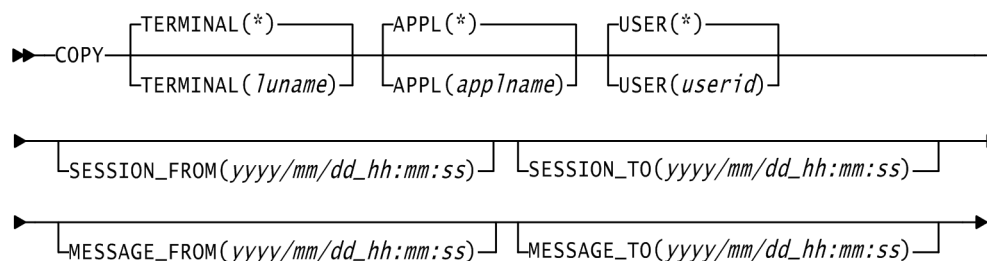 TERMINAL(*) APPL(*) USER(*)
COPY
TERMINAL(luname) APPL(applname) USER(userid)
SESSION_FROM(yyyy/mm/dd_hh:mm:ss) SESSION_TO(yyyy/mm/dd_hh:mm:ss)
MESSAGE_FROM(yyyy/mm/dd_hh:mm:ss) MESSAGE_TO(yyyy/mm/dd_hh:mm:ss)